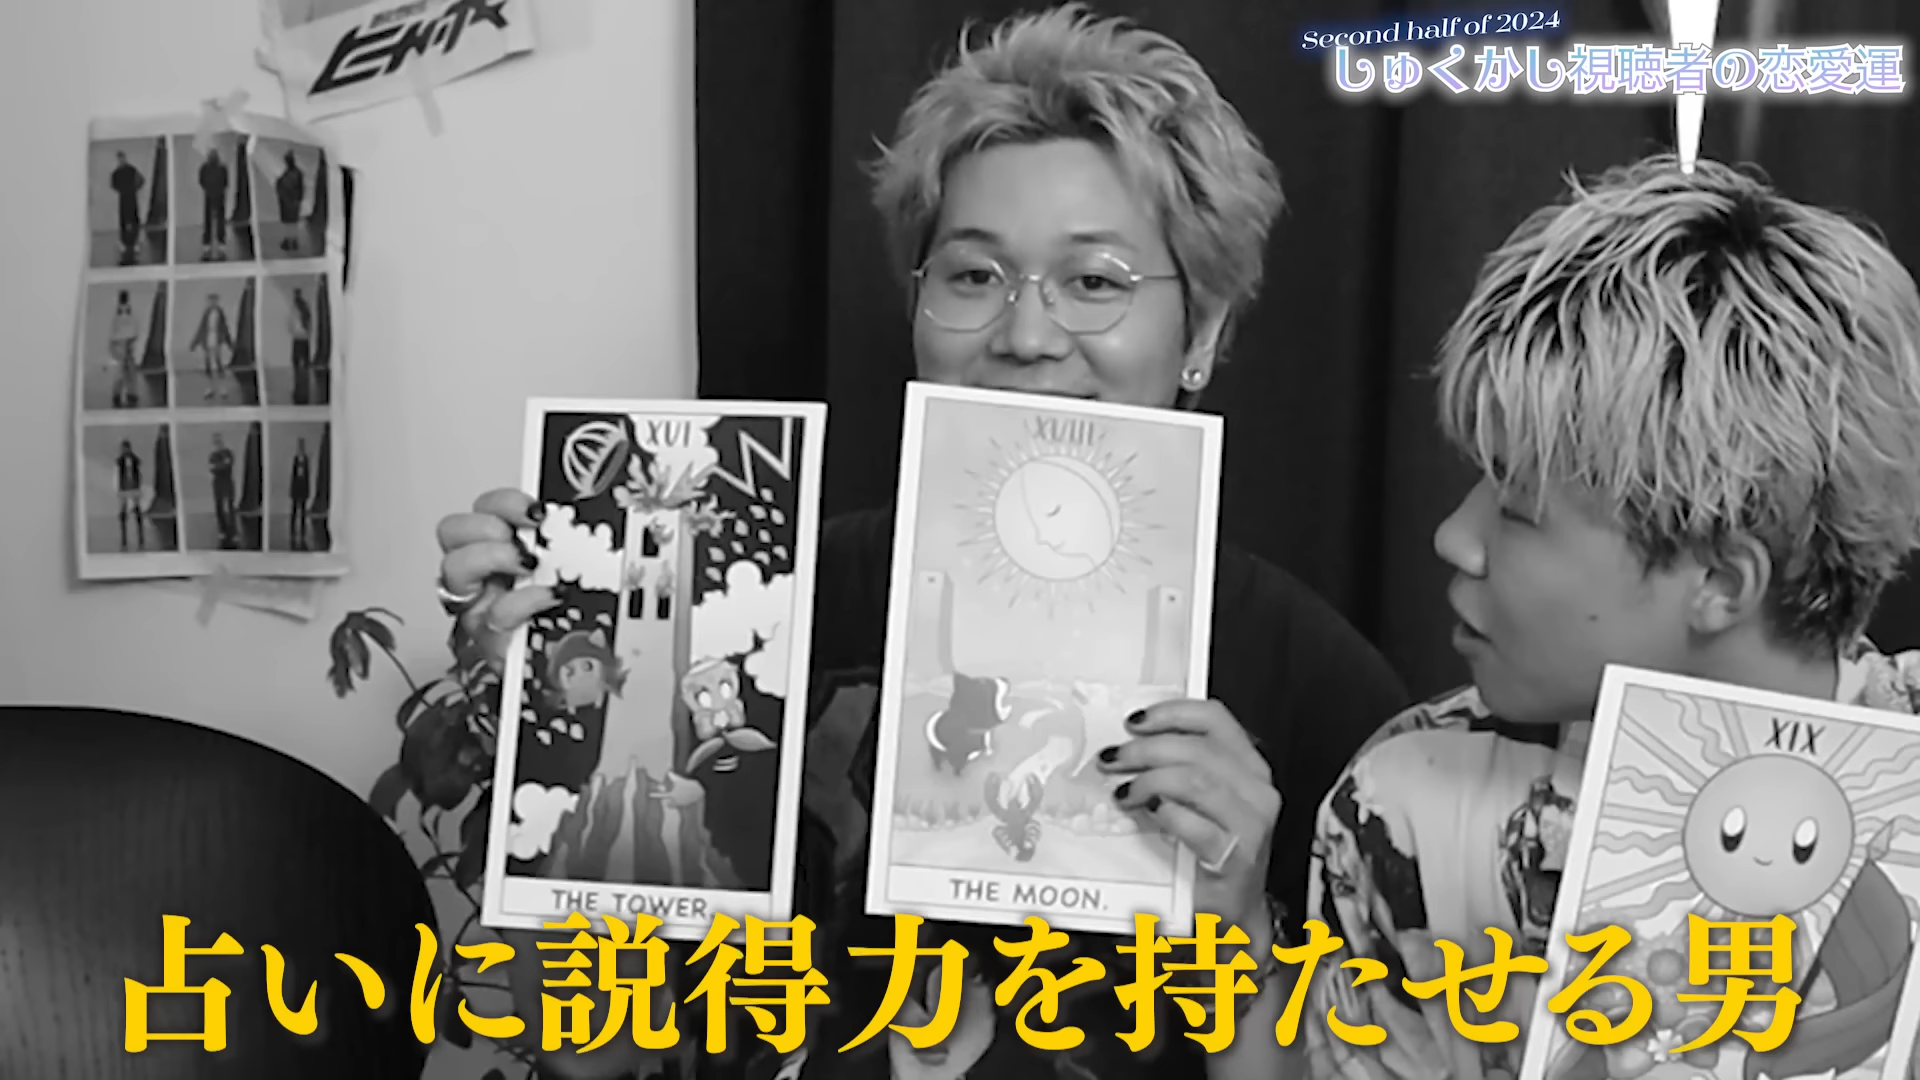 Second half of 2024
しゅくかし視聴者の恋愛運
XVI
XVIII
XIX
THE TOWER.
THE MOON.
占いに説得力を持たせる男